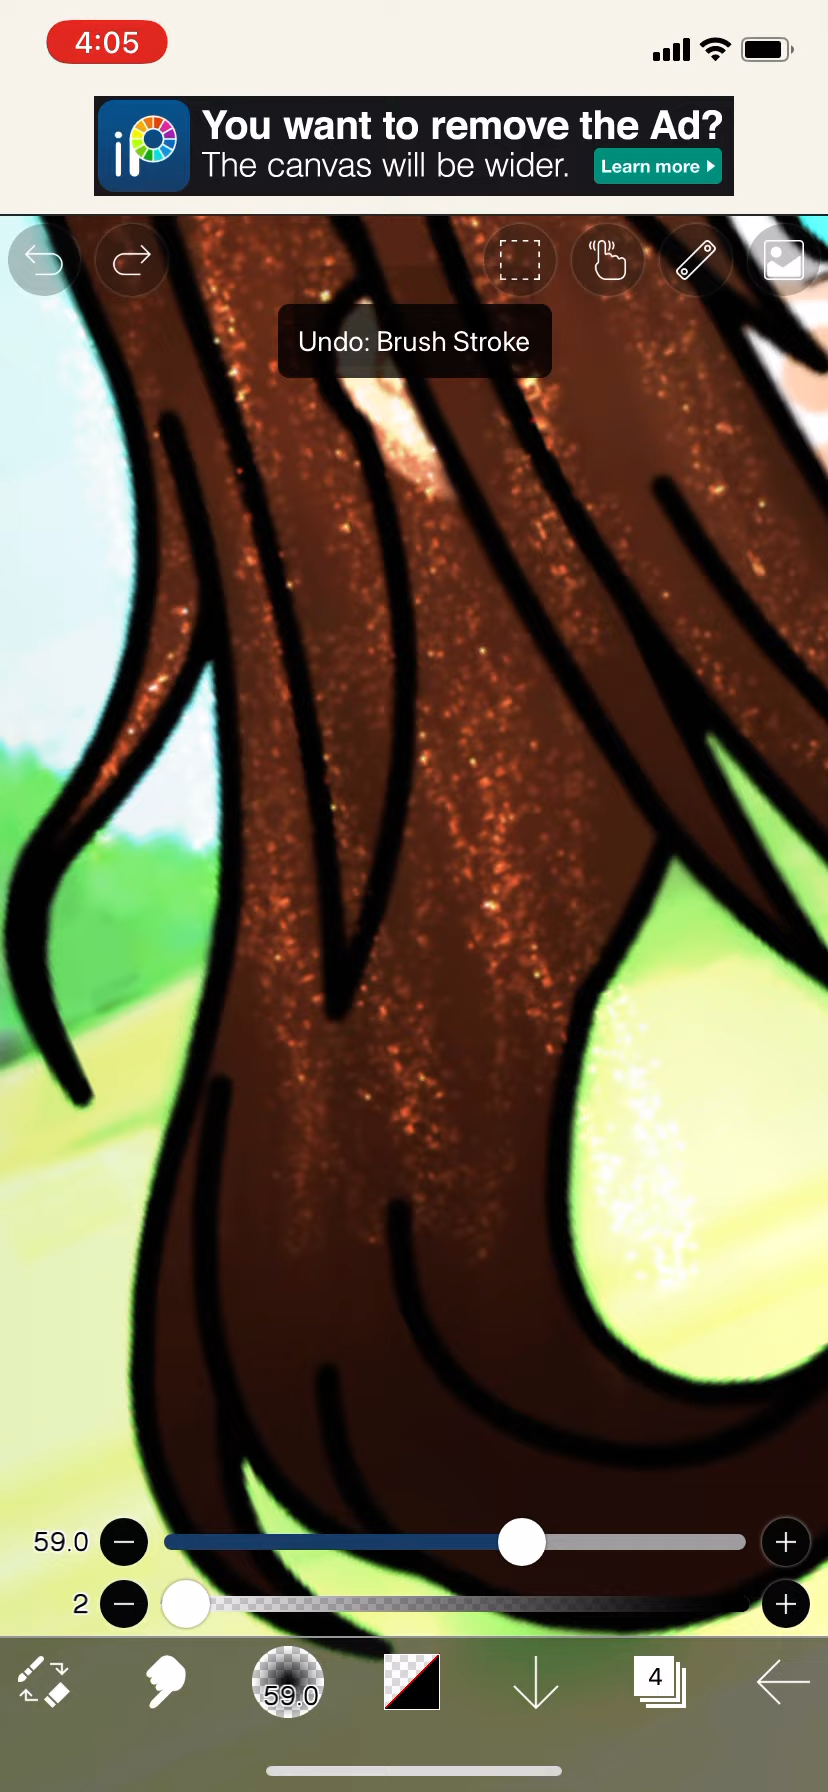 4:05
iP
You want to remove the Ad?
The canvas will be wider.
Learn more
Undo: Brush Stroke
59.0
2
59.0
4